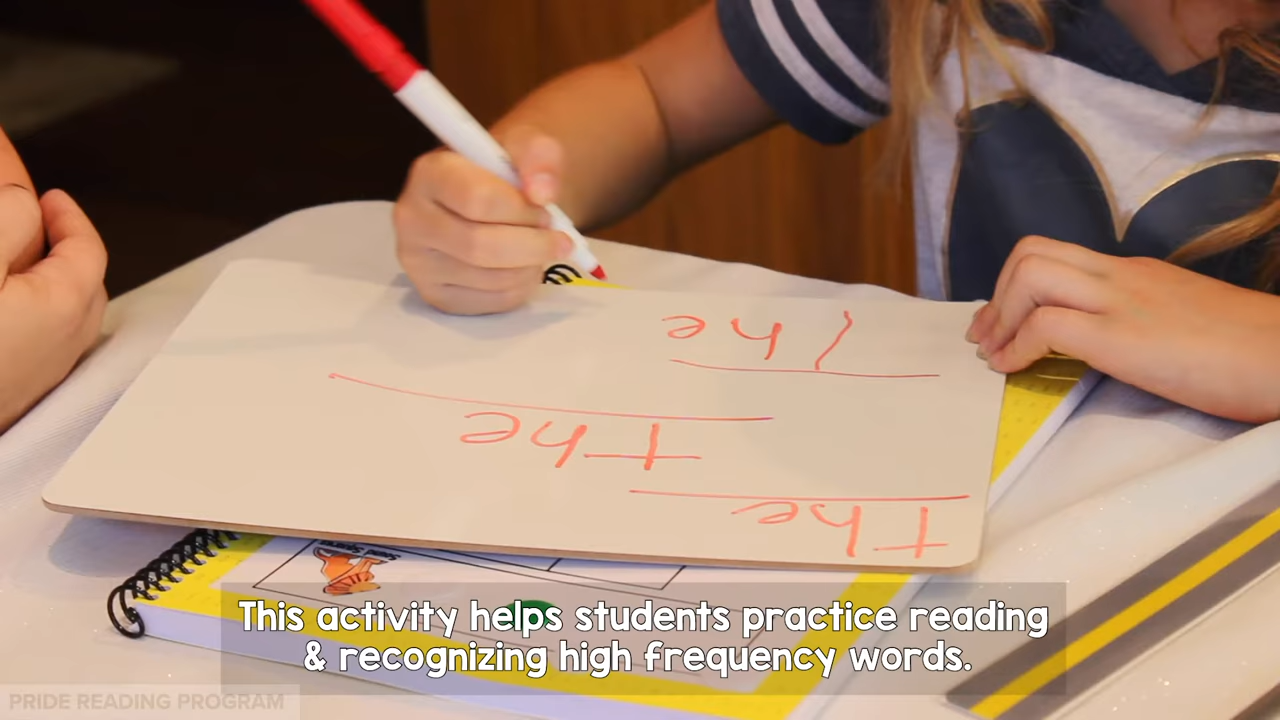 the
the
the
This activity helps students practice reading
& recognizing high frequency words.
PRIDE READING PROGRAM